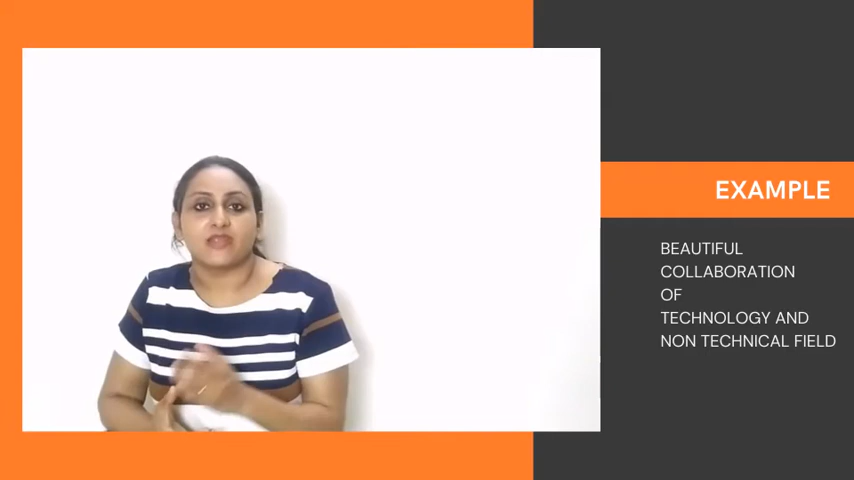 EXAMPLE
BEAUTIFUL
COLLABORATION
OF
TECHNOLOGY AND
NON TECHNICAL FIELD